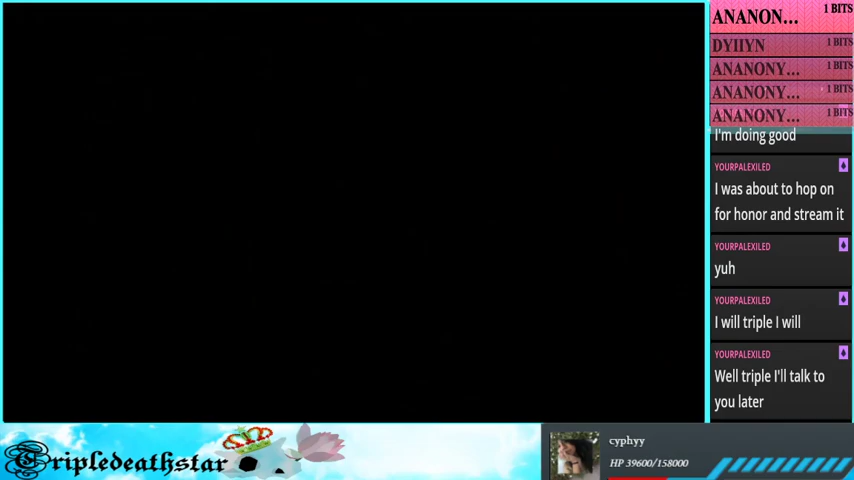 ANANON... 1 BITS
DYIIYN 1 BITS
ANANONY... 1 BITS
ANANONY... 1 BITS
ANANONY... 1 BITS
I'm doing good
YOURPALEXILED
I was about to hop on
for honor and stream it
YOURPALEXILED
yuh
YOURPALEXILED
I will triple I will
YOURPALEXILED
Well triple I'll talk to
you later
Tripledeathstar
cyphyy
HP 39600/158000